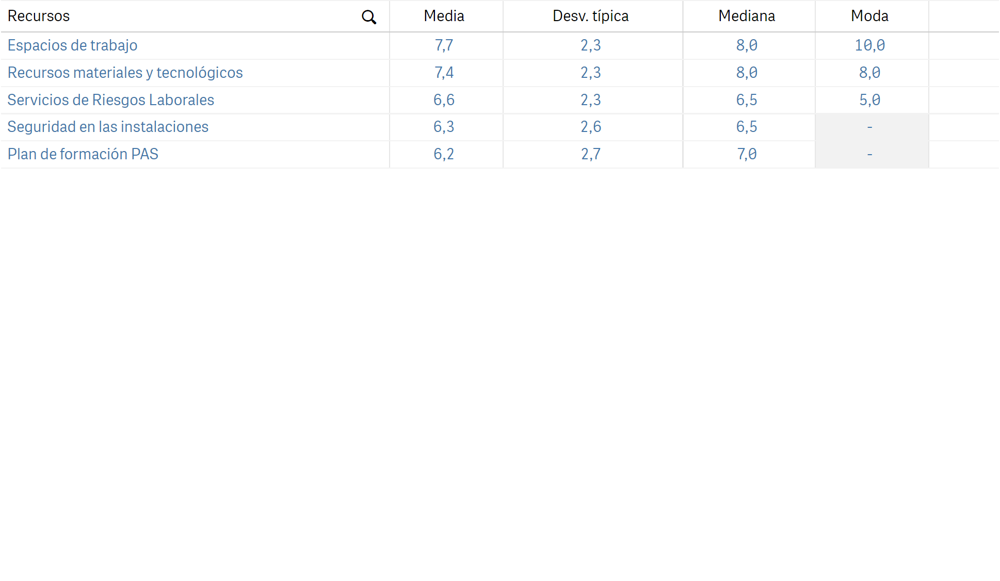 Recursos Media Desv. típica Mediana Moda
Espacios de trabajo 7,7 2,3 8,0 10,0
Recursos materiales y tecnológicos 7,4 2,3 8,0 8,0
Servicios de Riesgos Laborales 6,6 2,3 6,5 5,0
Seguridad en las instalaciones 6,3 2,6 6,5 -
Plan de formación PAS 6,2 2,7 7,0 -